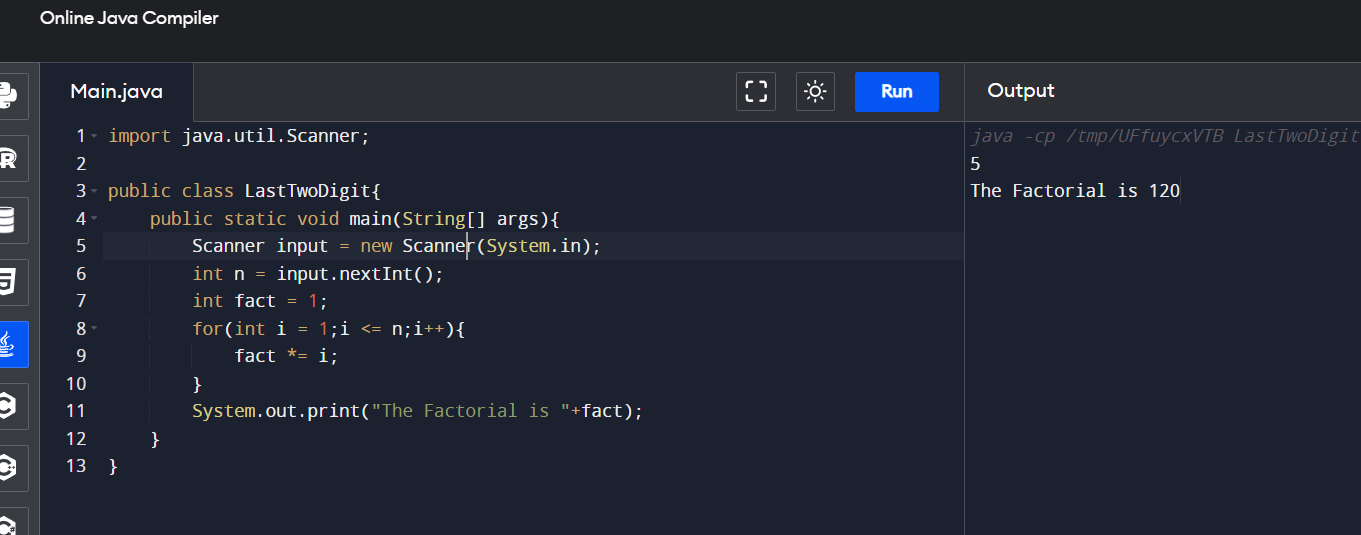 Online Java Compiler
Main.java
Run
Output
1 import java.util.Scanner;
2
3 public class LastTwoDigit{
4     public static void main(String[] args){
5         Scanner input = new Scanner(System.in);
6         int n = input.nextInt();
7         int fact = 1;
8         for(int i = 1;i <= n;i++){
9             fact *= i;
10         }
11         System.out.print("The Factorial is "+fact);
12     }
13 }
java -cp /tmp/UFfuycxVTB LastTwoDigit
5
The Factorial is 120